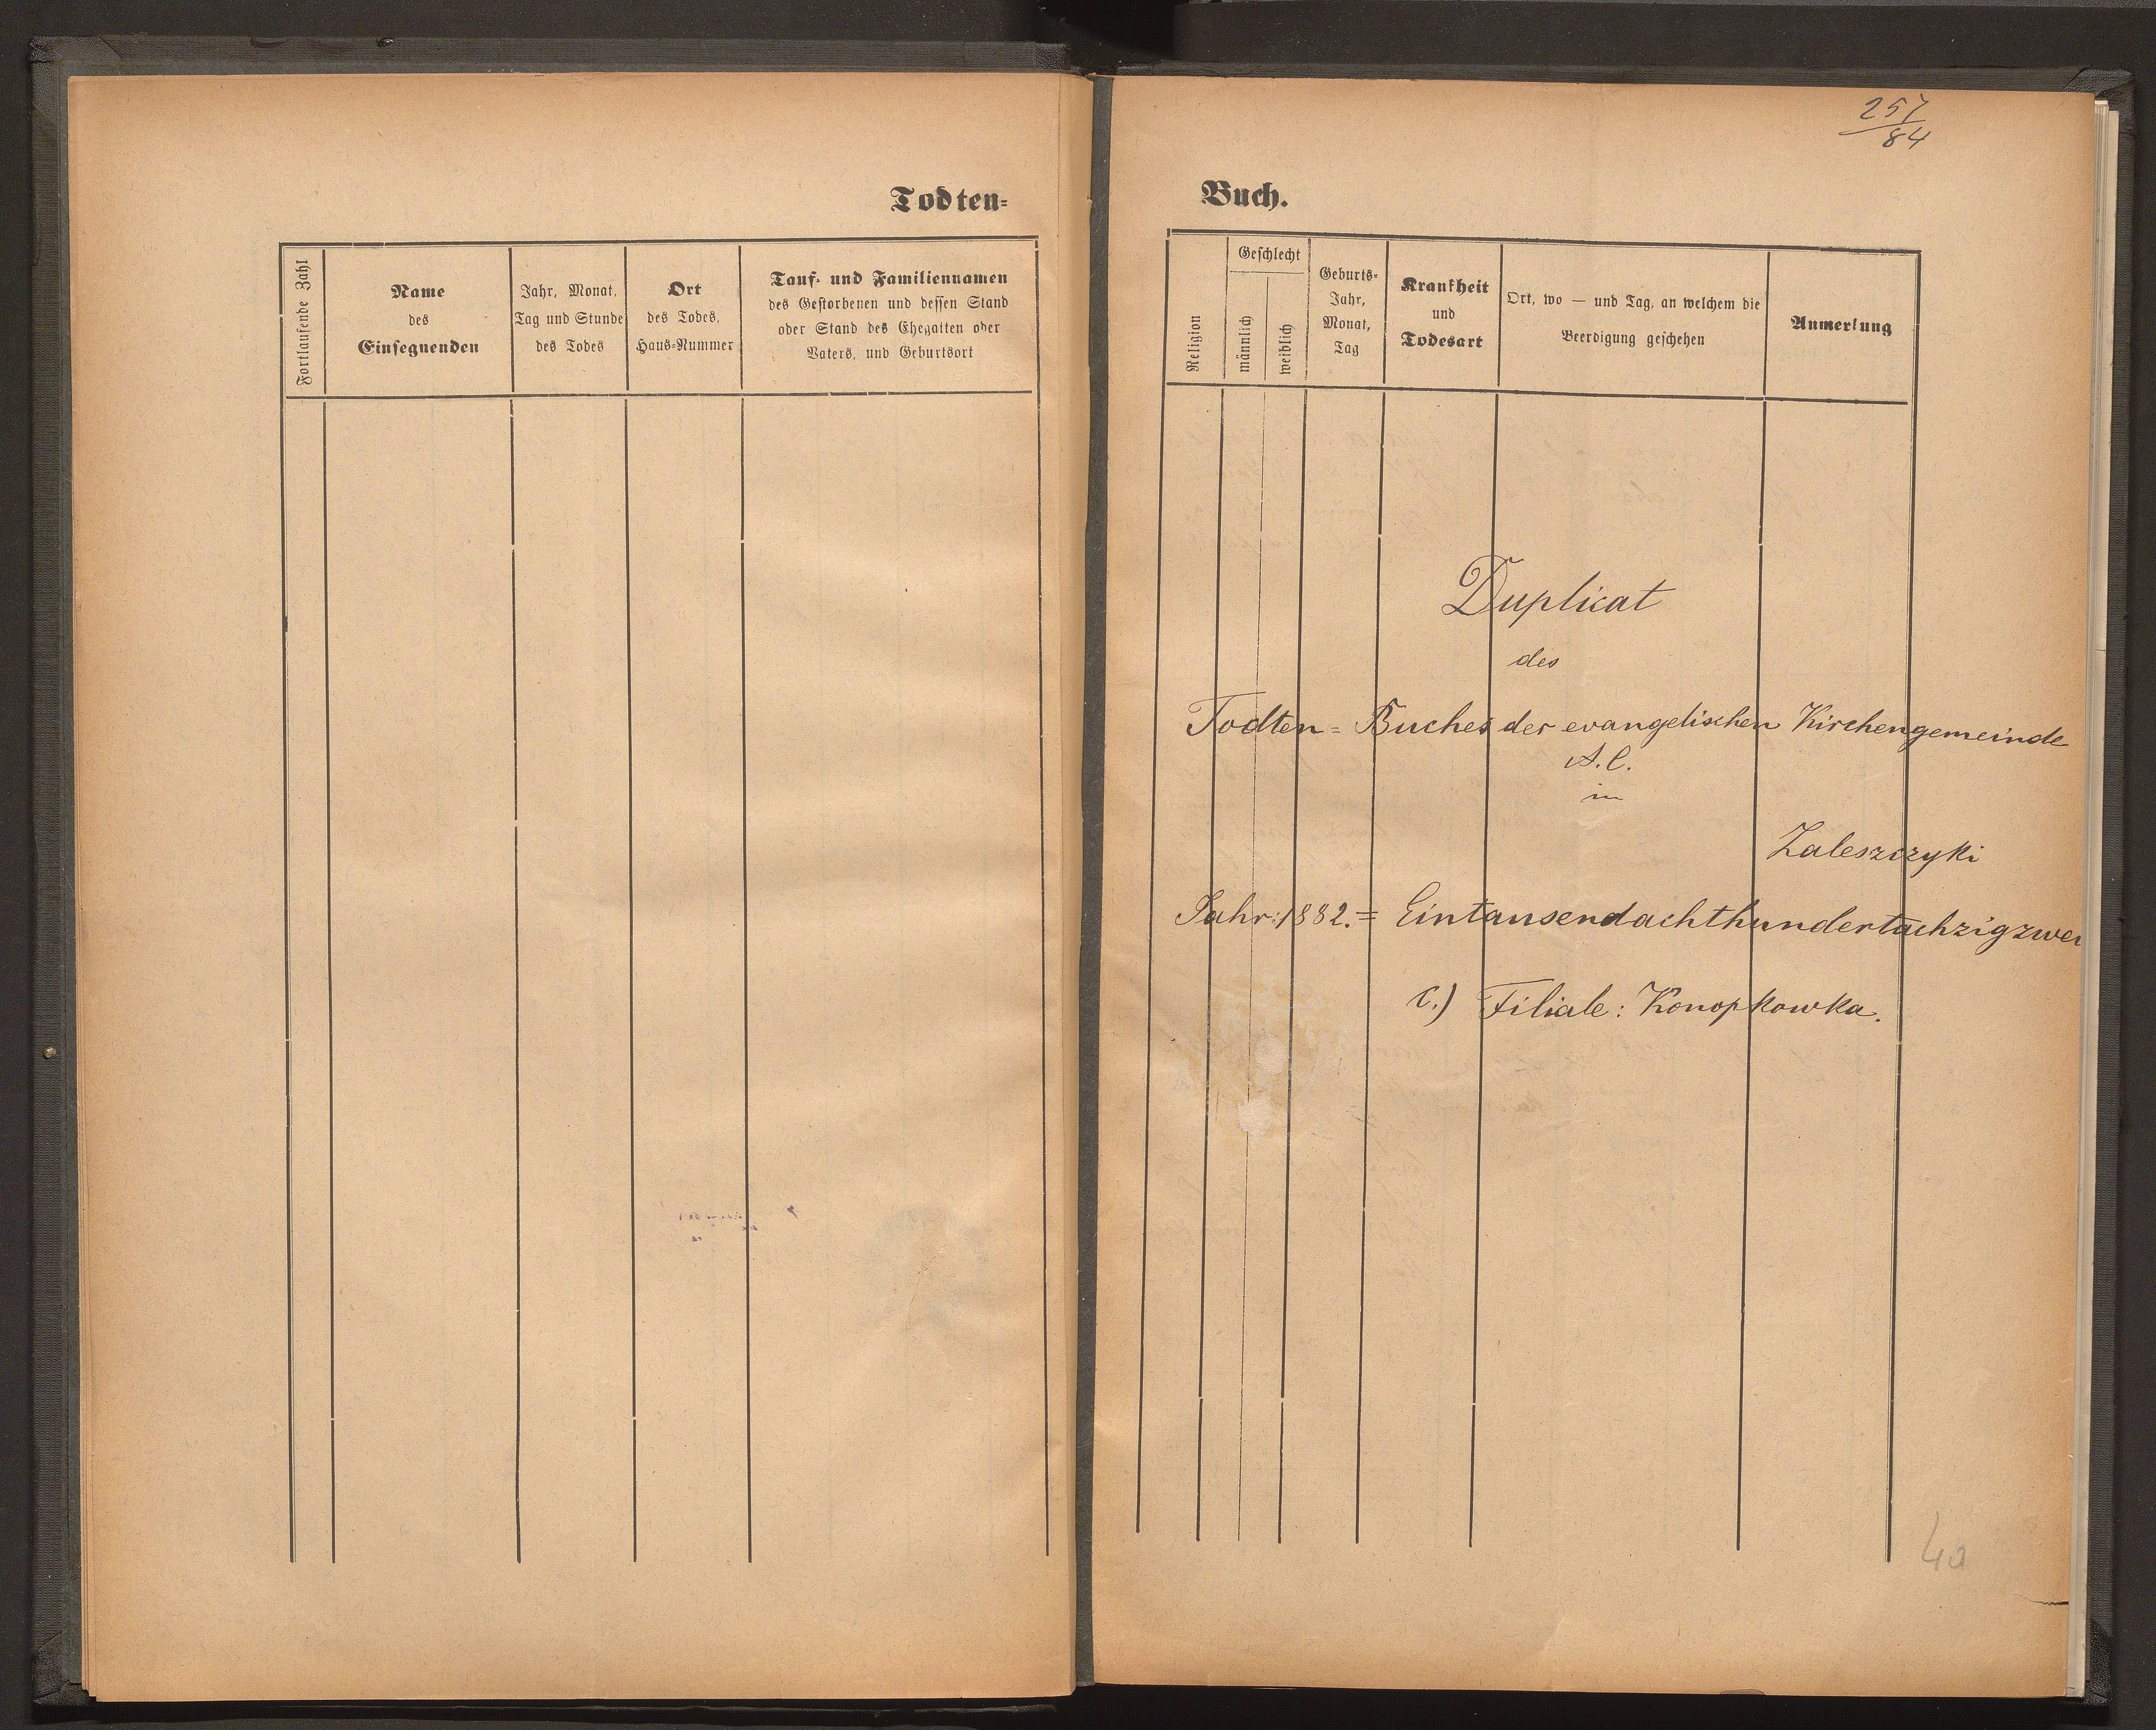 257
84
Todten=
Buch.
Fortlaufende Zahl
Name
des
Einsegnenden
Jahr, Monat,
Tag und Stunde
des Todes
Ort
des Todes,
Haus-Nummer
Tauf- und Familiennamen
des Gestorbenen und dessen Stand
oder Stand des Ehegatten oder
Vaters, und Geburtsort
Religion
Geschlecht
männlich
weiblich
Geburts-
Jahr,
Monat,
Tag
Krankheit
und
Todesart
Ort, wo — und Tag, an welchem die
Beerdigung geschehen
Anmerkung
Duplicat
des
Todten = Buches der evangelischen Kirchengemeinde
A. C.
in
Zaleszczyki
Jahr: 1882. = Eintausendachthundertachzigzwei
C.) Filiale: Konopkowka.
40